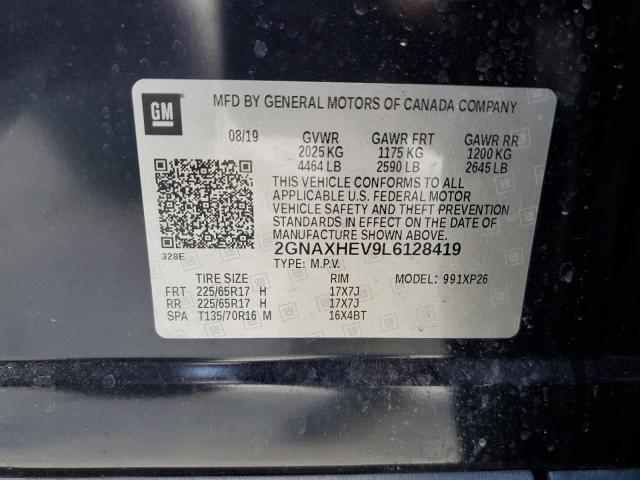 GM
MFD BY GENERAL MOTORS OF CANADA COMPANY
08/19 GVWR GAWR FRT GAWR RR
2025 KG 1175 KG 1200 KG
4464 LB 2590 LB 2645 LB
THIS VEHICLE CONFORMS TO ALL
APPLICABLE U.S. FEDERAL MOTOR
VEHICLE SAFETY AND THEFT PREVENTION
STANDARDS IN EFFECT ON THE DATE OF
MANUFACTURE SHOWN ABOVE.
328E 2GNAXHEV9L6128419
TYPE: M.P.V.
TIRE SIZE RIM MODEL: 991XP26
FRT 225/65R17 H 17X7J
RR 225/65R17 H 17X7J
SPA T135/70R16 M 16X4BT